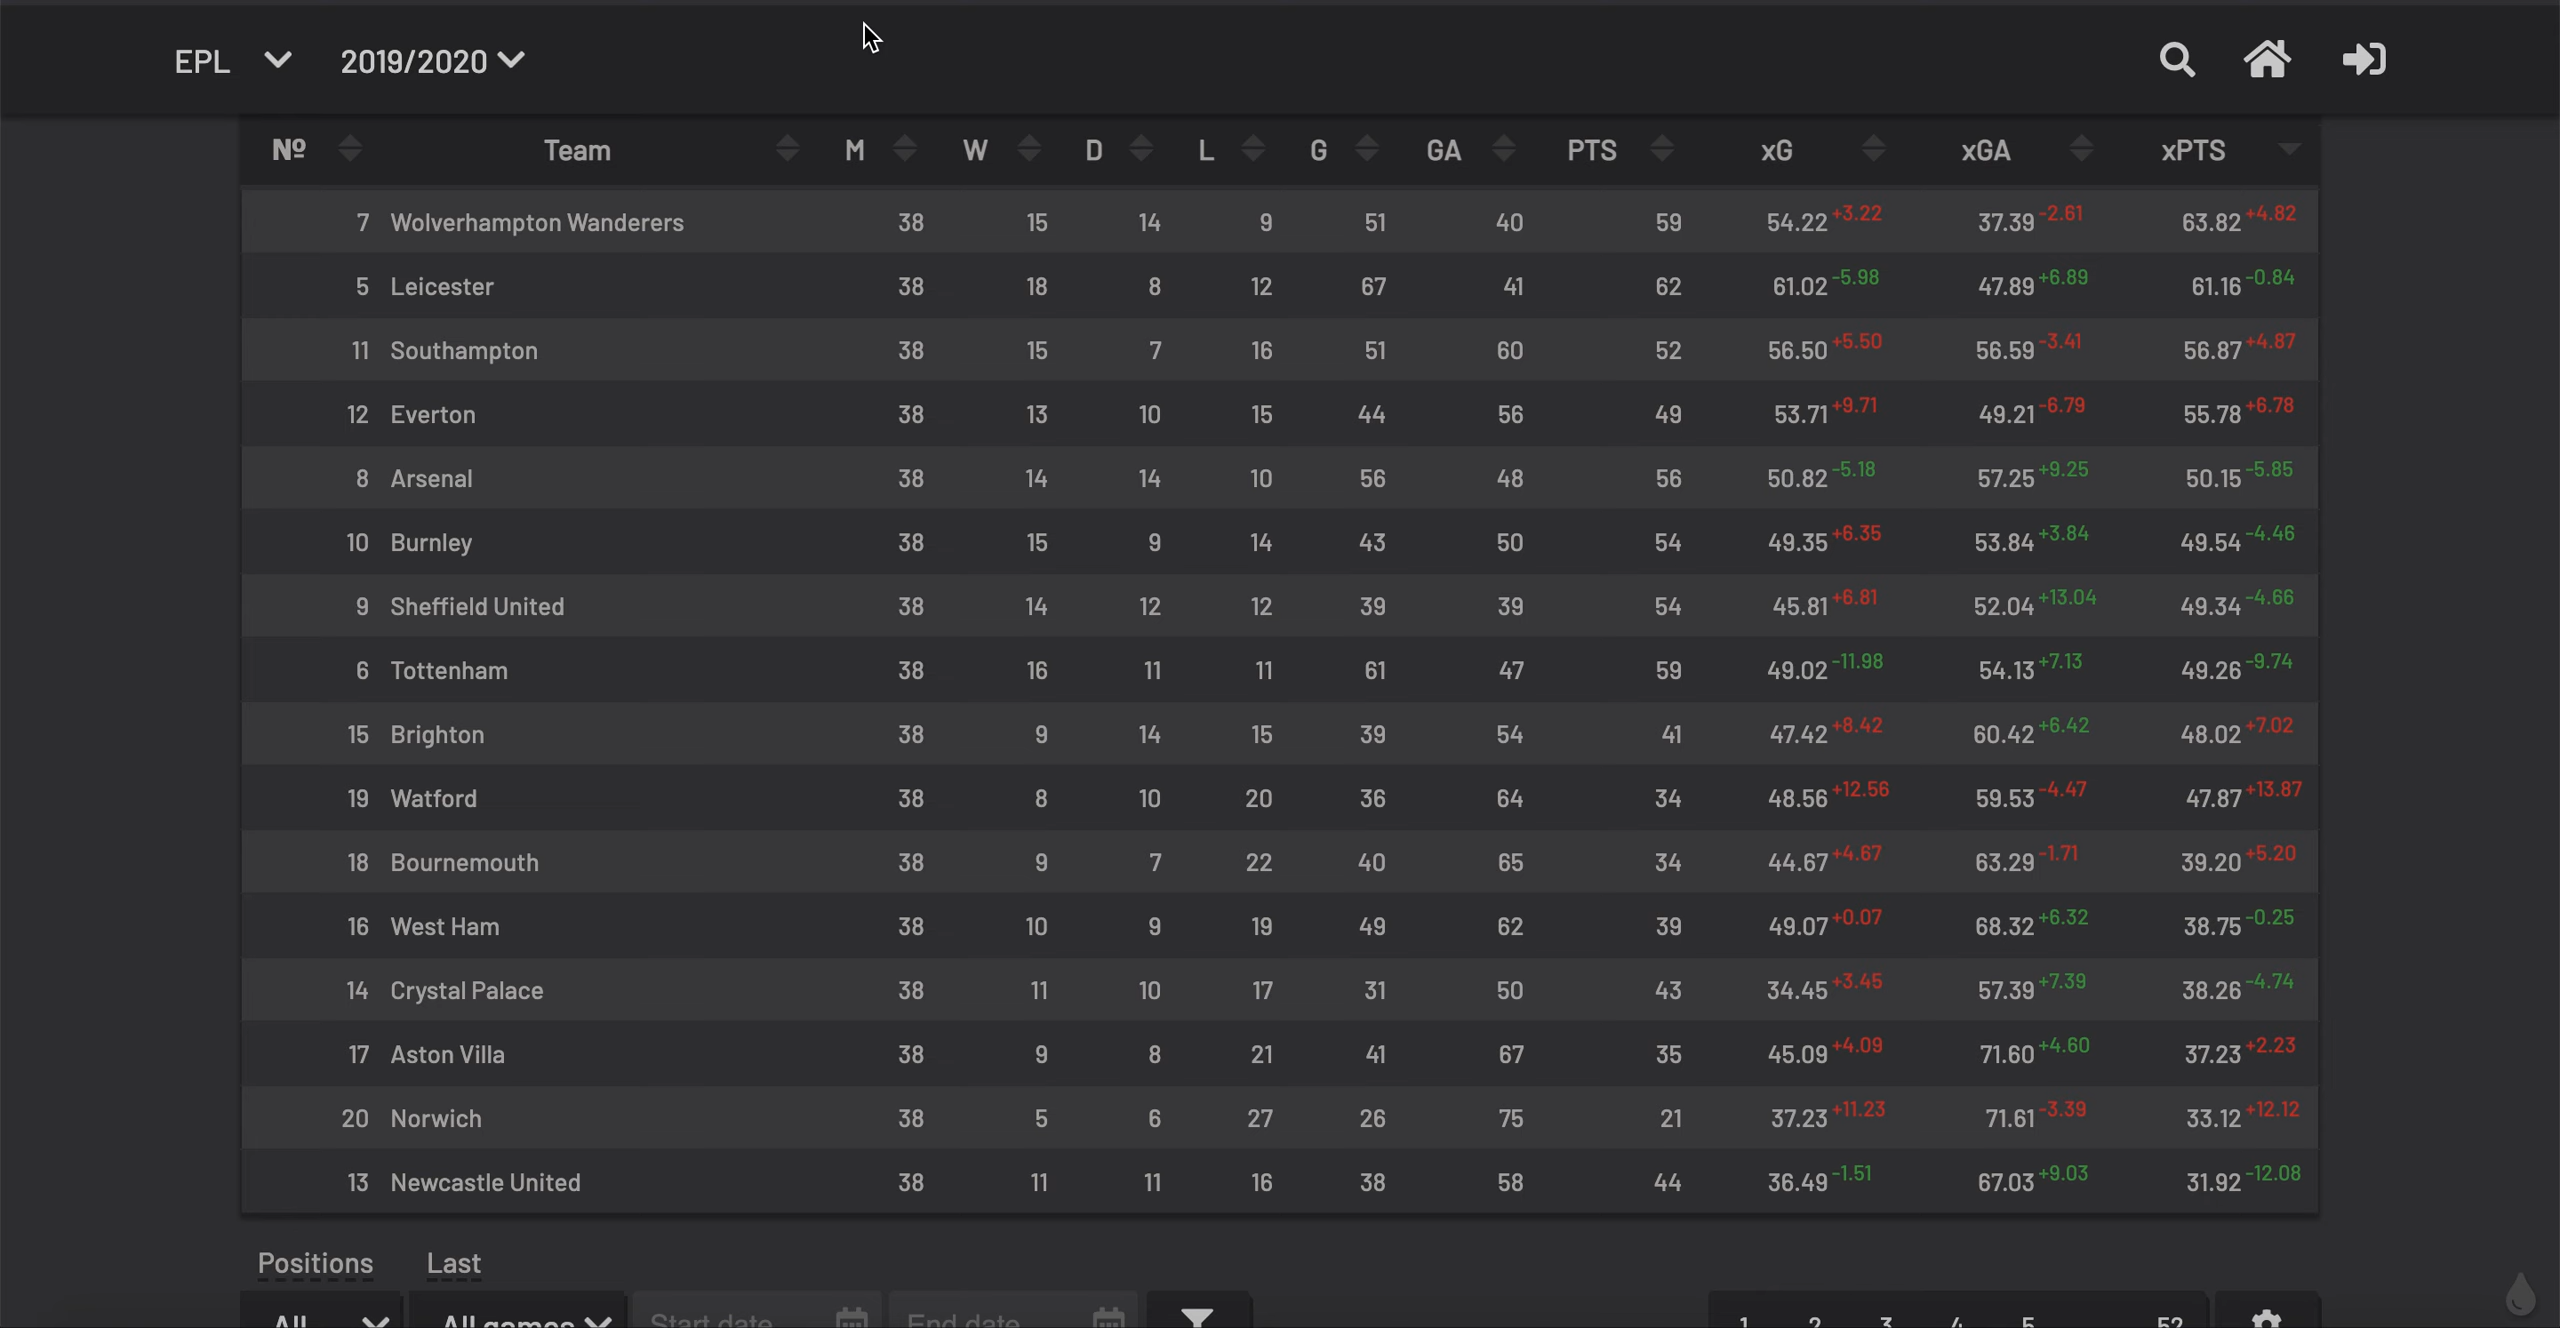 EPL 2019/2020
Nº Team M W D L G GA PTS xG xGA xPTS
7 Wolverhampton Wanderers 38 15 14 9 51 40 59 54.22 +3.22 37.39 -2.61 63.82 +4.82
5 Leicester 38 18 8 12 67 41 62 61.02 -5.98 47.89 +6.89 61.16 -0.84
11 Southampton 38 15 7 16 51 60 52 56.50 +5.50 56.59 -3.41 56.87 +4.87
12 Everton 38 13 10 15 44 56 49 53.71 +9.71 49.21 -6.79 55.78 +6.78
8 Arsenal 38 14 14 10 56 48 56 50.82 -5.18 57.25 +9.25 50.15 -5.85
10 Burnley 38 15 9 14 43 50 54 49.35 +6.35 53.84 +3.84 49.54 -4.46
9 Sheffield United 38 14 12 12 39 39 54 45.81 +6.81 52.04 +13.04 49.34 -4.66
6 Tottenham 38 16 11 11 61 47 59 49.02 -11.98 54.13 +7.13 49.26 -9.74
15 Brighton 38 9 14 15 39 54 41 47.42 +8.42 60.42 +6.42 48.02 +7.02
19 Watford 38 8 10 20 36 64 34 48.56 +12.56 59.53 -4.47 47.87 +13.87
18 Bournemouth 38 9 7 22 40 65 34 44.67 +4.67 63.29 -1.71 39.20 +5.20
16 West Ham 38 10 9 19 49 62 39 49.07 +0.07 68.32 +6.32 38.75 -0.25
14 Crystal Palace 38 11 10 17 31 50 43 34.45 +3.45 57.39 +7.39 38.26 -4.74
17 Aston Villa 38 9 8 21 41 67 35 45.09 +4.09 71.60 +4.60 37.23 +2.23
20 Norwich 38 5 6 27 26 75 21 37.23 +11.23 71.61 -3.39 33.12 +12.12
13 Newcastle United 38 11 11 16 38 58 44 36.49 -1.51 67.03 +9.03 31.92 -12.08
Positions Last
All All games Start date End date 1 2 3 4 5 52